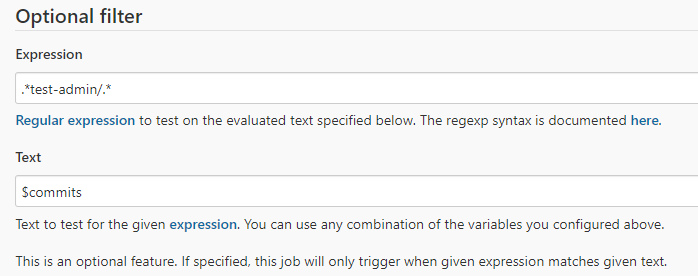 Optional filter
Expression
.*test-admin/.*
Regular expression to test on the evaluated text specified below. The regexp syntax is documented here.
Text
$commits
Text to test for the given expression. You can use any combination of the variables you configured above.
This is an optional feature. If specified, this job will only trigger when given expression matches given text.